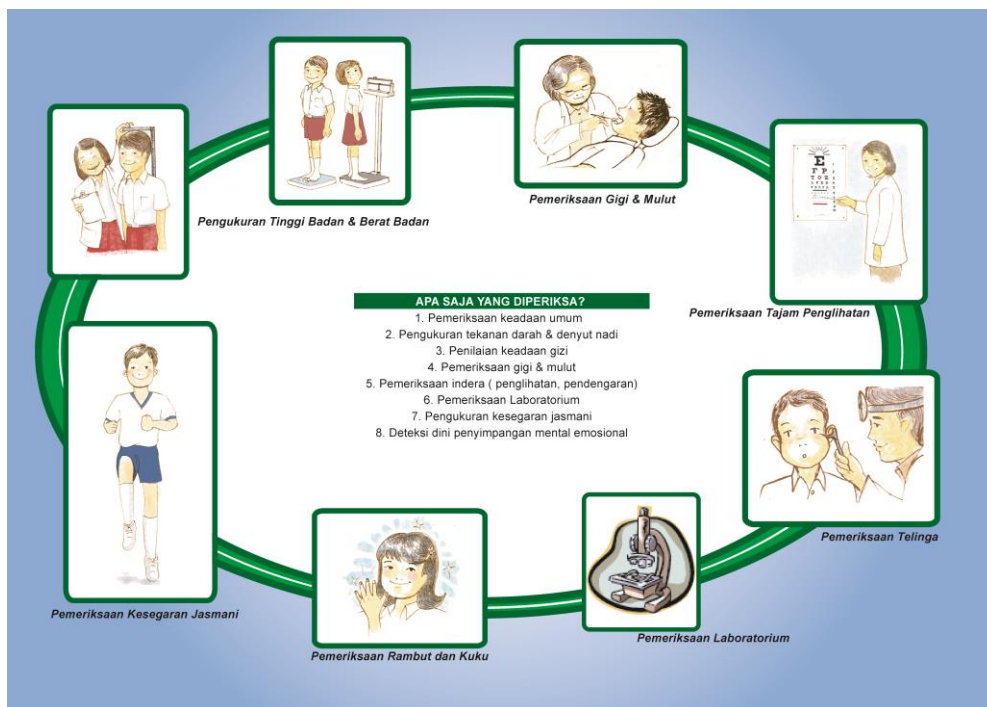 Pengukuran Tinggi Badan & Berat Badan
Pemeriksaan Gigi & Mulut
Pemeriksaan Tajam Penglihatan
APA SAJA YANG DIPERIKSA?
1. Pemeriksaan keadaan umum
2. Pengukuran tekanan darah & denyut nadi
3. Penilaian keadaan gizi
4. Pemeriksaan gigi & mulut
5. Pemeriksaan indera ( penglihatan, pendengaran)
6. Pemeriksaan Laboratorium
7. Pengukuran kesegaran jasmani
8. Deteksi dini penyimpangan mental emosional
Pemeriksaan Telinga
Pemeriksaan Laboratorium
Pemeriksaan Rambut dan Kuku
Pemeriksaan Kesegaran Jasmani
E
F P